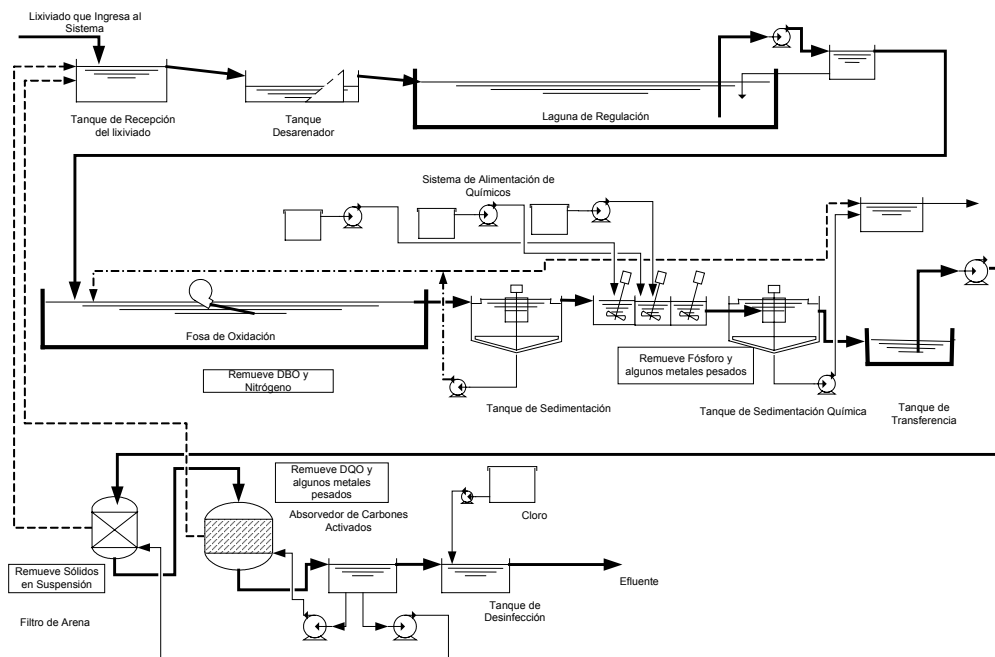 Lixiviado que Ingresa al
Sistema
Tanque de Recepción
del lixiviado
Tanque
Desarenador
Laguna de Regulación
Sistema de Alimentación de
Químicos
Fosa de Oxidación
Remueve DBO y
Nitrógeno
Tanque de Sedimentación
Remueve Fósforo y
algunos metales
pesados
Tanque de Sedimentación Química
Tanque de
Transferencia
Remueve DQO y
algunos metales
pesados
Absorvedor de Carbones
Activados
Cloro
Remueve Sólidos
en Suspensión
Filtro de Arena
Tanque de
Desinfección
Efluente